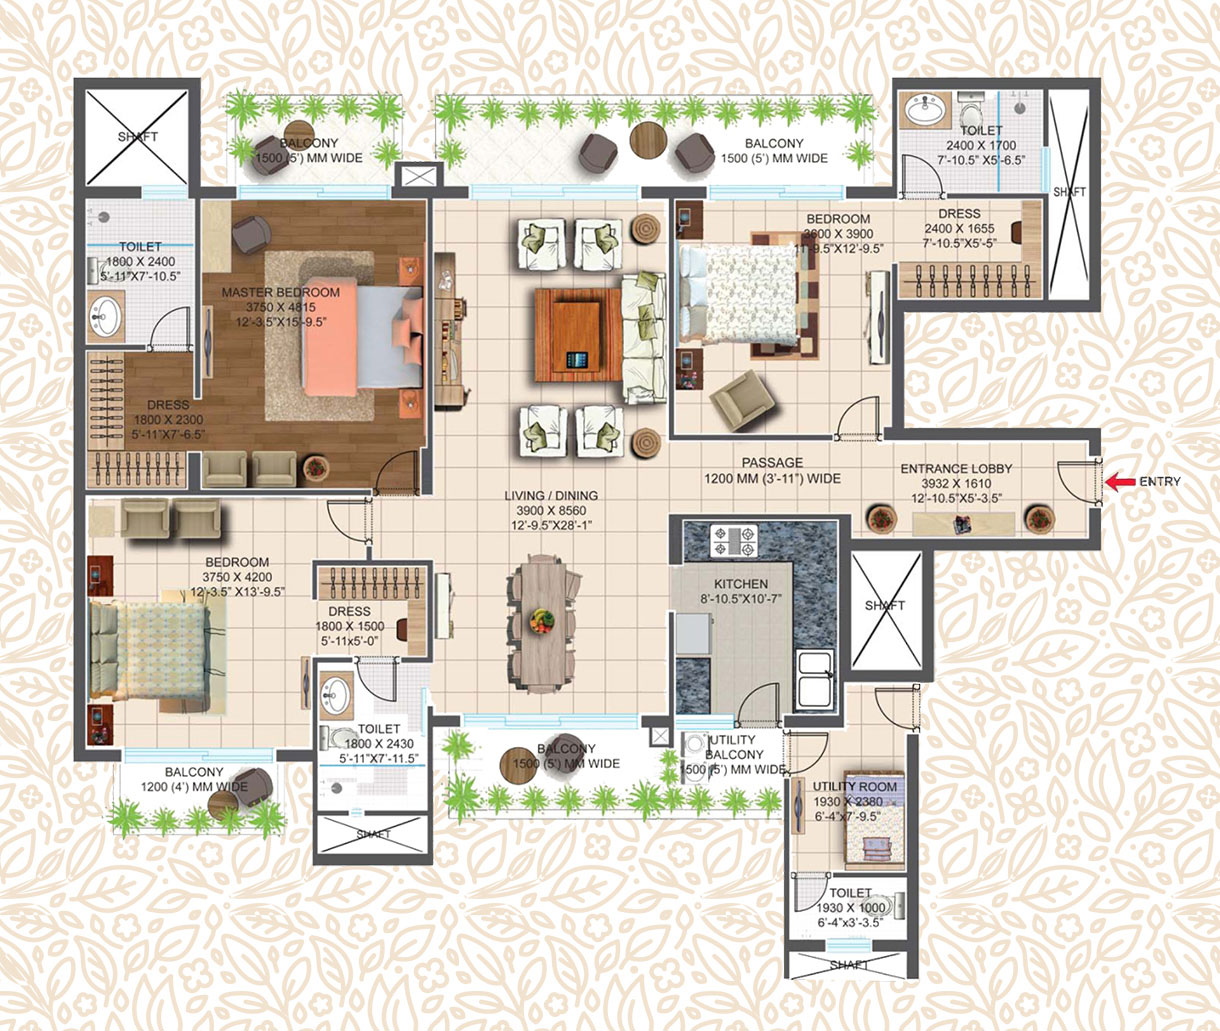 SHAFT
BALCONY
1500 (5') MM WIDE
BALCONY
1500 (5') MM WIDE
TOILET
2400 X 1700
7'-10.5" X5'-6.5"
SHAFT
TOILET
1800 X 2400
5'-11"X7'-10.5"
MASTER BEDROOM
3750 X 4815
12'-3.5"X15'-9.5"
BEDROOM
3600 X 3900
11'-9.5"X12'-9.5"
DRESS
2400 X 1655
7'-10.5"X5'-5"
DRESS
1800 X 2300
5'-11"X7'-6.5"
LIVING / DINING
3900 X 8560
12'-9.5"X28'-1"
PASSAGE
1200 MM (3'-11") WIDE
ENTRANCE LOBBY
3932 X 1610
12'-10.5"X5'-3.5"
ENTRY
BEDROOM
3750 X 4200
12'-3.5" X13'-9.5"
DRESS
1800 X 1500
5'-11x5'-0"
KITCHEN
8'-10.5"X10'-7"
SHAFT
TOILET
1800 X 2430
5'-11"X7'-11.5"
BALCONY
1200 (4') MM WIDE
BALCONY
1500 (5') MM WIDE
UTILITY
BALCONY
1500 (5') MM WIDE
UTILITY ROOM
1930 X 2380
6'-4"x7'-9.5"
SHAFT
TOILET
1930 X 1000
6'-4"x3'-3.5"
SHAFT